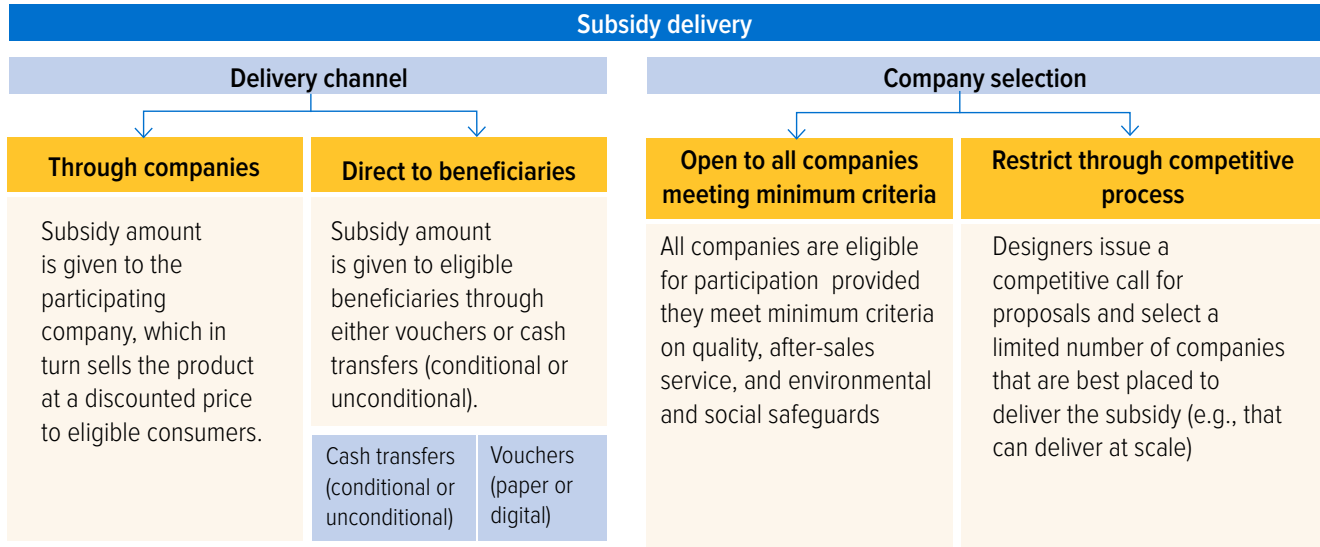 Subsidy delivery
Delivery channel
Through companies
Subsidy amount
is given to the
participating
company, which in
turn sells the product
at a discounted price
to eligible consumers.
Direct to beneficiaries
Subsidy amount
is given to eligible
beneficiaries through
either vouchers or cash
transfers (conditional or
unconditional).
Cash transfers
(conditional or
unconditional)
Vouchers
(paper or
digital)
Company selection
Open to all companies
meeting minimum criteria
All companies are eligible
for participation provided
they meet minimum criteria
on quality, after-sales
service, and environmental
and social safeguards
Restrict through competitive
process
Designers issue a
competitive call for
proposals and select a
limited number of companies
that are best placed to
deliver the subsidy (e.g., that
can deliver at scale)